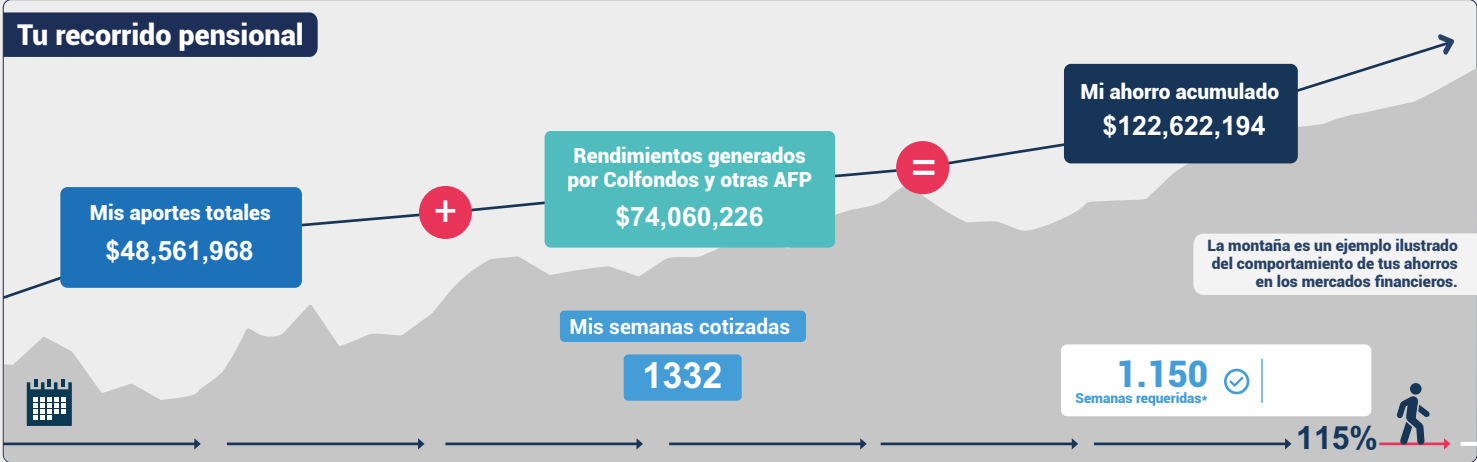 Tu recorrido pensional
Mi ahorro acumulado
$122,622,194
Rendimientos generados
por Colfondos y otras AFP
$74,060,226
=
Mis aportes totales
$48,561,968
+
La montaña es un ejemplo ilustrado
del comportamiento de tus ahorros
en los mercados financieros.
Mis semanas cotizadas
1332
1.150
Semanas requeridas*
115%